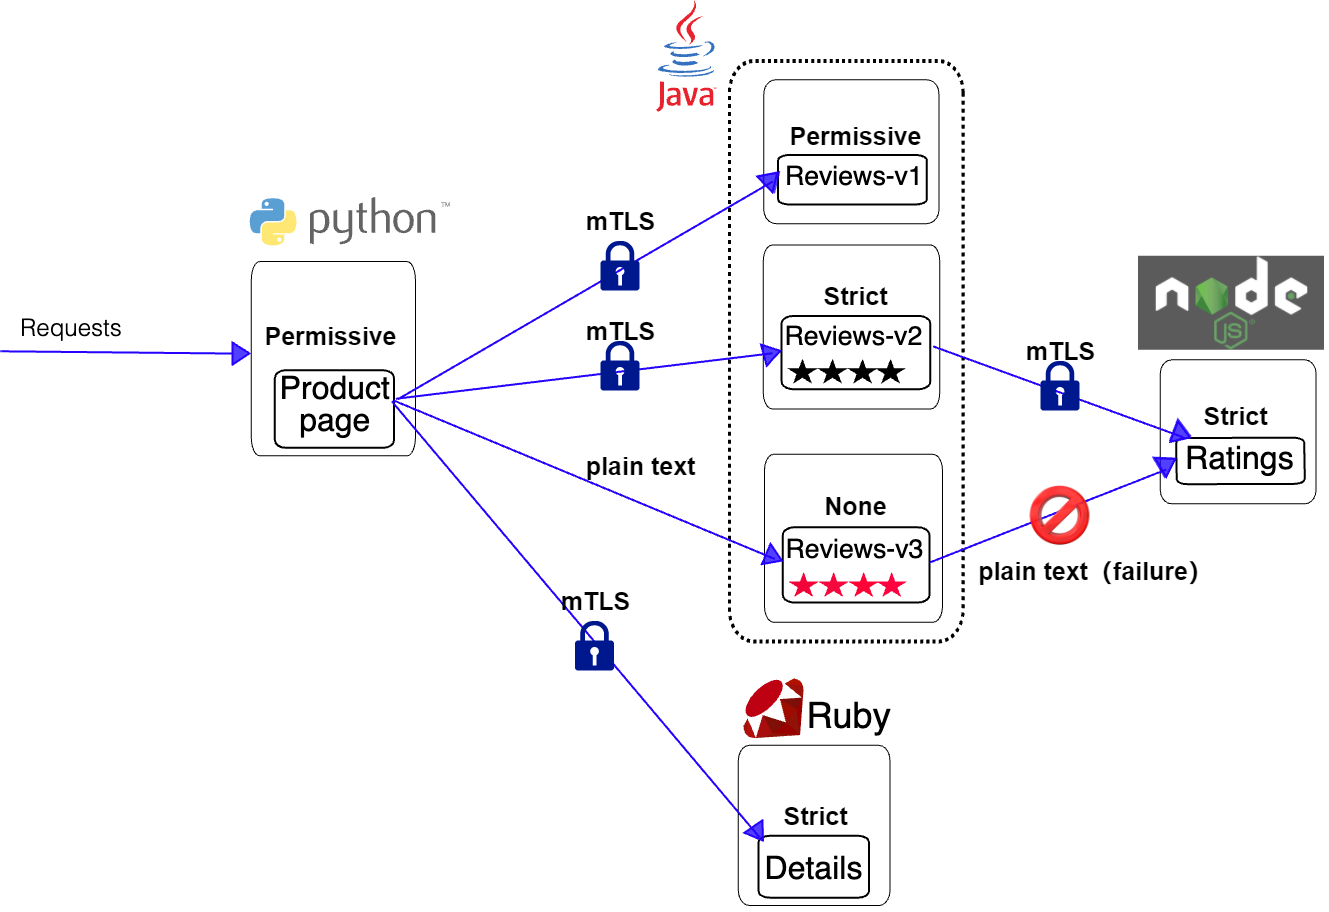 Requests
python™
Permissive
Product
page
mTLS
mTLS
plain text
mTLS
Java
Permissive
Reviews-v1
Strict
Reviews-v2
None
Reviews-v3
mTLS
plain text（failure）
node
JS
Strict
Ratings
Ruby
Strict
Details